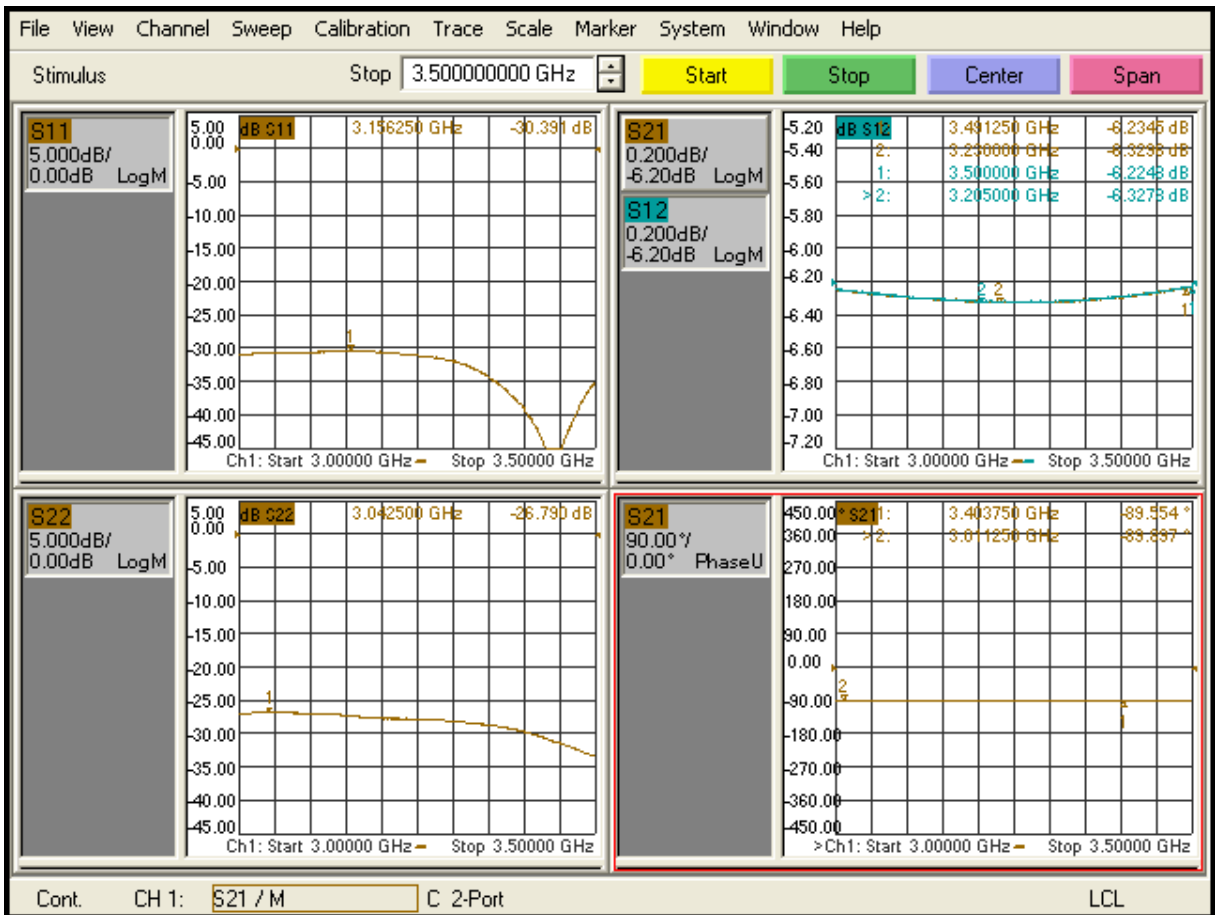 File View Channel Sweep Calibration Trace Scale Marker System Window Help
Stimulus Stop 3.500000000 GHz Start Stop Center Span
S11
5.000dB/
0.00dB LogM
5.00
0.00
-5.00
-10.00
-15.00
-20.00
-25.00
-30.00
-35.00
-40.00
-45.00
dB S11 3.156250 GHz -30.391 dB
1
Ch1: Start 3.00000 GHz Stop 3.50000 GHz
S21
0.200dB/
-6.20dB LogM
S12
0.200dB/
-6.20dB LogM
-5.20
-5.40
-5.60
-5.80
-6.00
-6.20
-6.40
-6.60
-6.80
-7.00
-7.20
dB S12 3.491250 GHz -6.2345 dB
2: 3.230000 GHz -6.3293 dB
1: 3.500000 GHz -6.2248 dB
>2: 3.205000 GHz -6.3278 dB
2 2
1
Ch1: Start 3.00000 GHz Stop 3.50000 GHz
S22
5.000dB/
0.00dB LogM
5.00
0.00
-5.00
-10.00
-15.00
-20.00
-25.00
-30.00
-35.00
-40.00
-45.00
dB S22 3.042500 GHz -26.790 dB
1
Ch1: Start 3.00000 GHz Stop 3.50000 GHz
S21
90.00°/
0.00° PhaseU
450.00
360.00
270.00
180.00
90.00
0.00
-90.00
-180.00
-270.00
-360.00
-450.00
° S21 1: 3.403750 GHz -89.554 °
>2: 3.011250 GHz -89.897 °
2
1
>Ch1: Start 3.00000 GHz Stop 3.50000 GHz
Cont. CH 1: S21 / M C 2-Port LCL